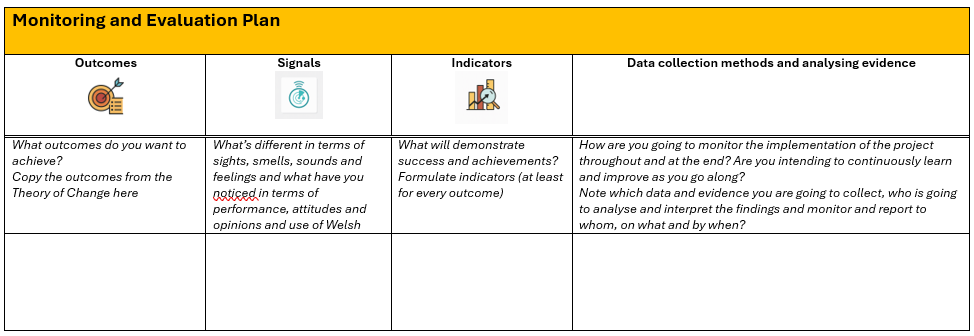 Monitoring and Evaluation Plan
Outcomes
Signals
Indicators
Data collection methods and analysing evidence
What outcomes do you want to
achieve?
Copy the outcomes from the
Theory of Change here
What's different in terms of
sights, smells, sounds and
feelings and what have you
noticed in terms of
performance, attitudes and
opinions and use of Welsh
What will demonstrate
success and achievements?
Formulate indicators (at least
for every outcome)
How are you going to monitor the implementation of the project
throughout and at the end? Are you intending to continuously learn
and improve as you go along?
Note which data and evidence you are going to collect, who is going
to analyse and interpret the findings and monitor and report to
whom, on what and by when?